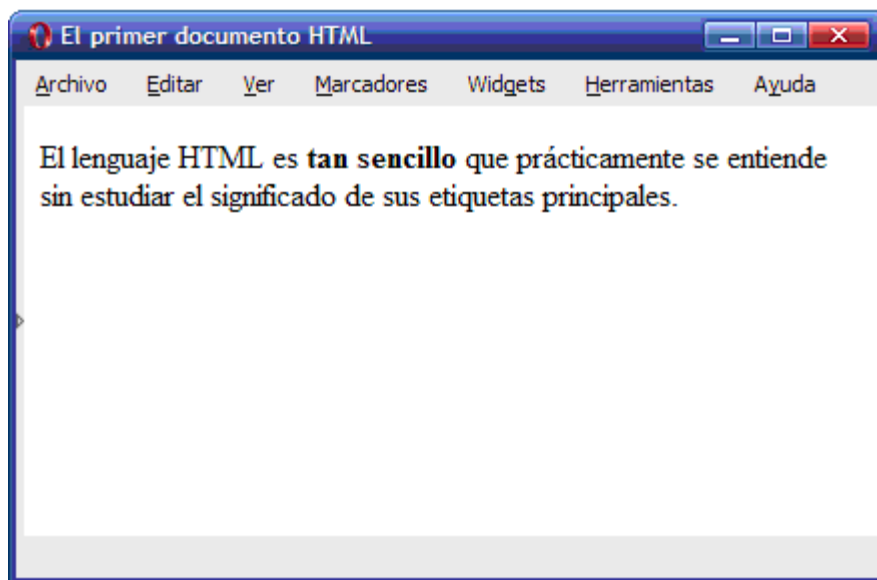 El primer documento HTML
Archivo Editar Ver Marcadores Widgets Herramientas Ayuda
El lenguaje HTML es tan sencillo que prácticamente se entiende
sin estudiar el significado de sus etiquetas principales.